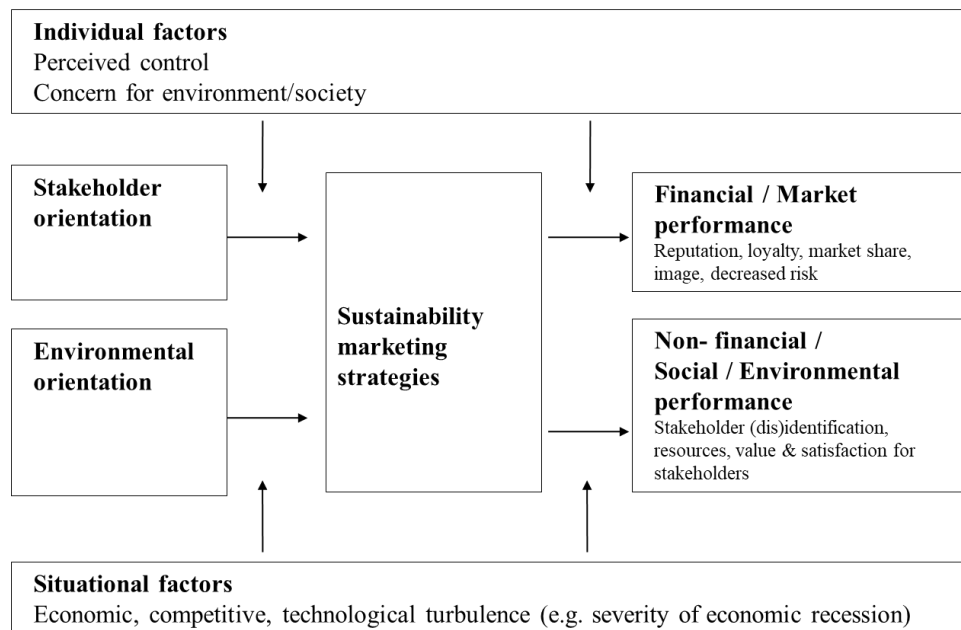 Individual factors
Perceived control
Concern for environment/society
Stakeholder
orientation
Environmental
orientation
Sustainability
marketing
strategies
Financial / Market
performance
Reputation, loyalty, market share,
image, decreased risk
Non- financial /
Social / Environmental
performance
Stakeholder (dis)identification,
resources, value & satisfaction for
stakeholders
Situational factors
Economic, competitive, technological turbulence (e.g. severity of economic recession)